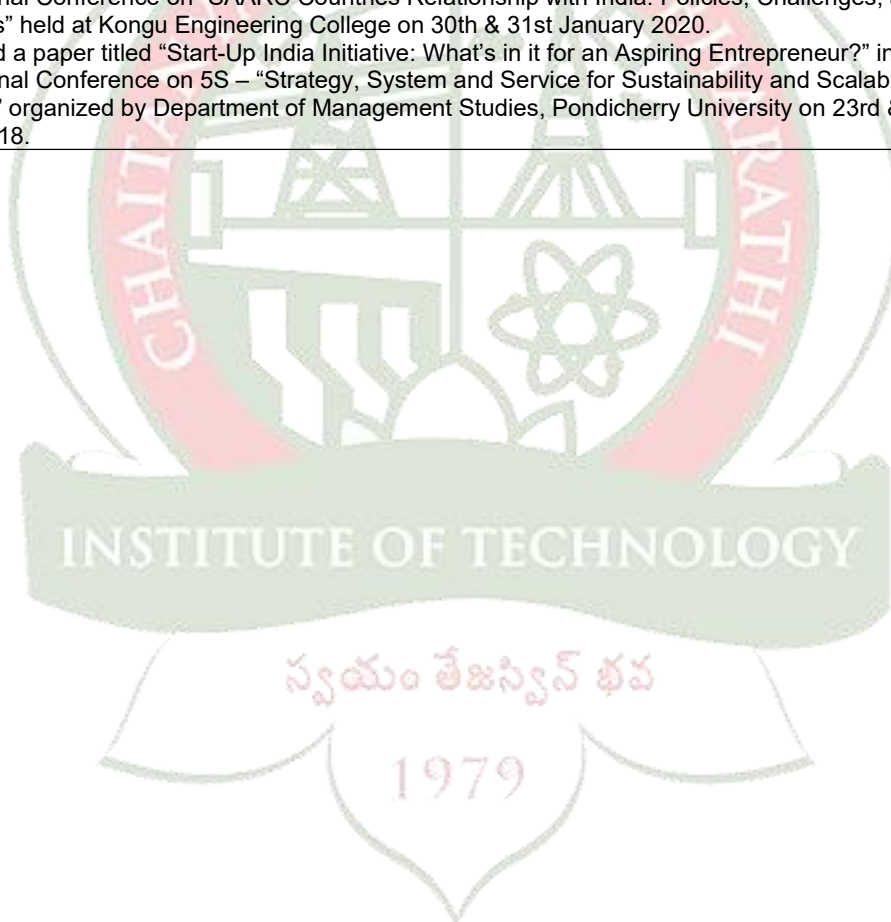 nal Conference on “SAARC Countries Relationship with India: Policies, Challenges,
s” held at Kongu Engineering College on 30th & 31st January 2020.
d a paper titled “Start-Up India Initiative: What’s in it for an Aspiring Entrepreneur?” in
nal Conference on 5S – “Strategy, System and Service for Sustainability and Scalab
” organized by Department of Management Studies, Pondicherry University on 23rd &
18.
CHAITA
ARATHI
INSTITUTE OF TECHNOLOGY
స్వయం తేజస్విన్ భవ
1979